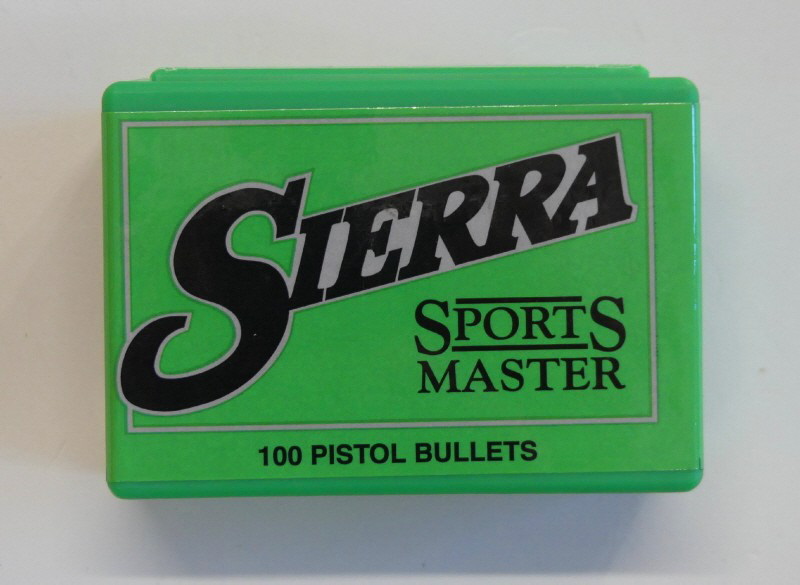 SIERRA
SPORTS
MASTER
100 PISTOL BULLETS